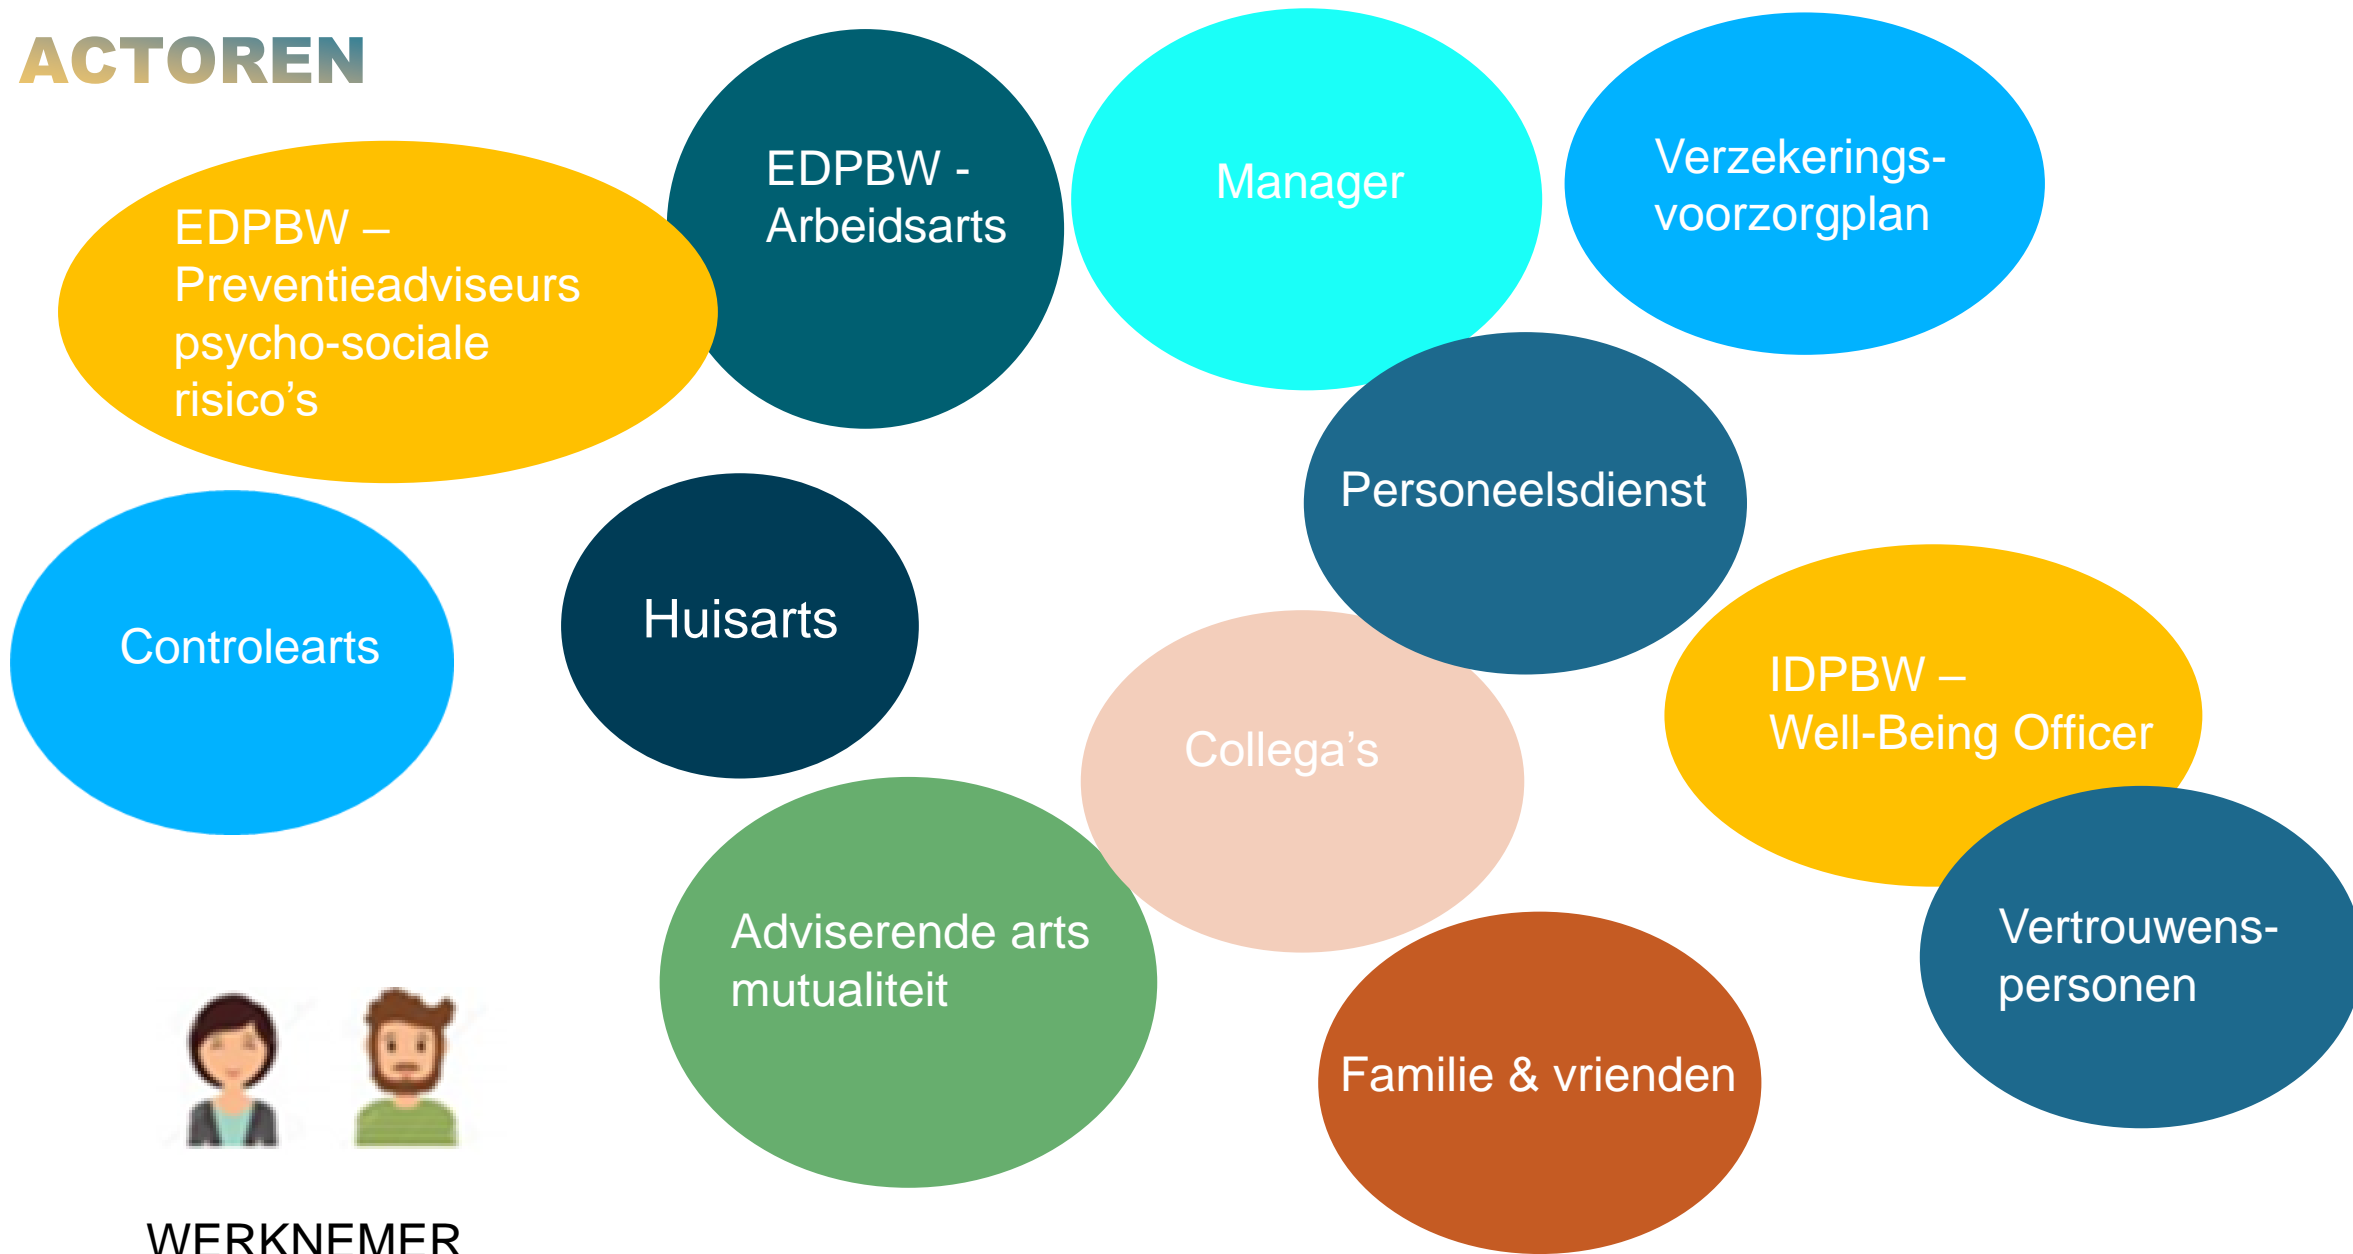 ACTOREN
EDPBW –
Preventieadviseurs
psycho-sociale
risico’s
EDPBW -
Arbeidsarts
Manager
Verzekerings-
voorzorgplan
Personeelsdienst
Controlearts
Huisarts
Collega’s
IDPBW –
Well-Being Officer
Vertrouwens-
personen
Adviserende arts
mutualiteit
Familie & vrienden
WERKNEMER